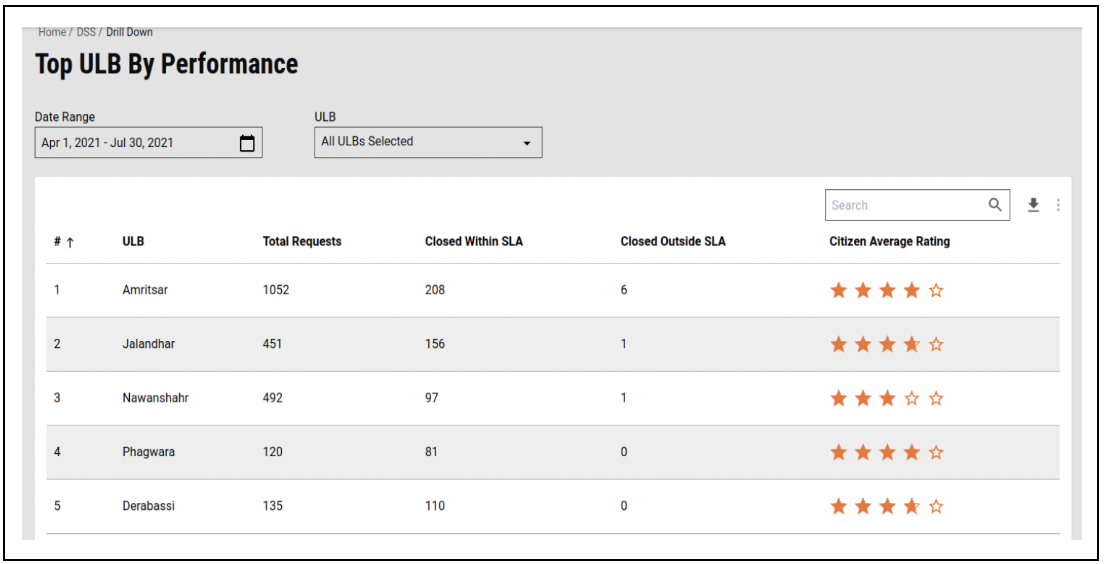 Home / DSS / Drill Down
Top ULB By Performance
Date Range ULB
Apr 1, 2021 - Jul 30, 2021 All ULBs Selected
Search
# ↑ ULB Total Requests Closed Within SLA Closed Outside SLA Citizen Average Rating
1 Amritsar 1052 208 6
2 Jalandhar 451 156 1
3 Nawanshahr 492 97 1
4 Phagwara 120 81 0
5 Derabassi 135 110 0